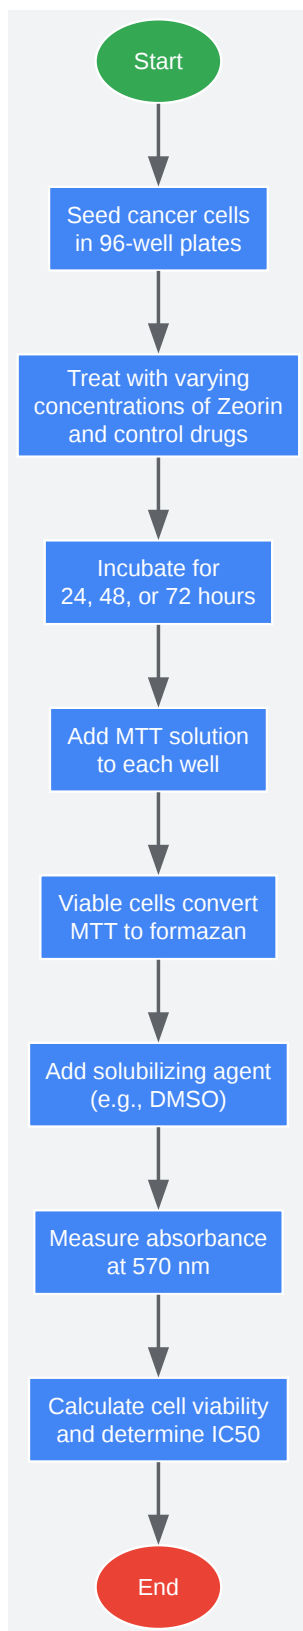 Start
Seed cancer cells
in 96-well plates
Treat with varying
concentrations of Zeorin
and control drugs
Incubate for
24, 48, or 72 hours
Add MTT solution
to each well
Viable cells convert
MTT to formazan
Add solubilizing agent
(e.g., DMSO)
Measure absorbance
at 570 nm
Calculate cell viability
and determine IC50
End